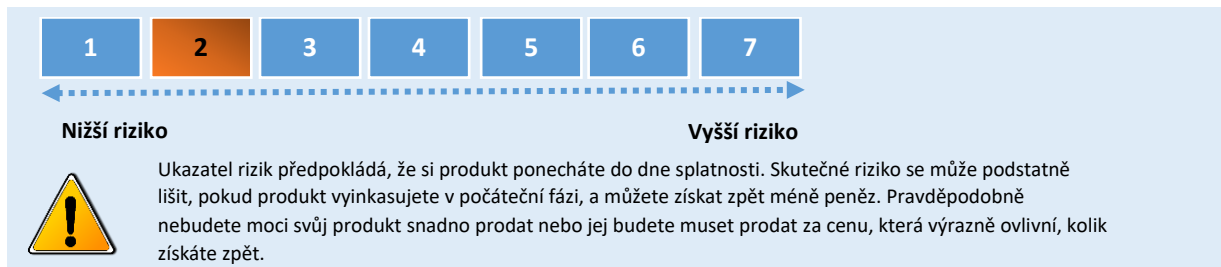 1 2 3 4 5 6 7
Nižší riziko Vyšší riziko
Ukazatel rizik předpokládá, že si produkt ponecháte do dne splatnosti. Skutečné riziko se může podstatně
lišit, pokud produkt vyinkasujete v počáteční fázi, a můžete získat zpět méně peněz. Pravděpodobně
nebudete moci svůj produkt snadno prodat nebo jej budete muset prodat za cenu, která výrazně ovlivní, kolik
získáte zpět.